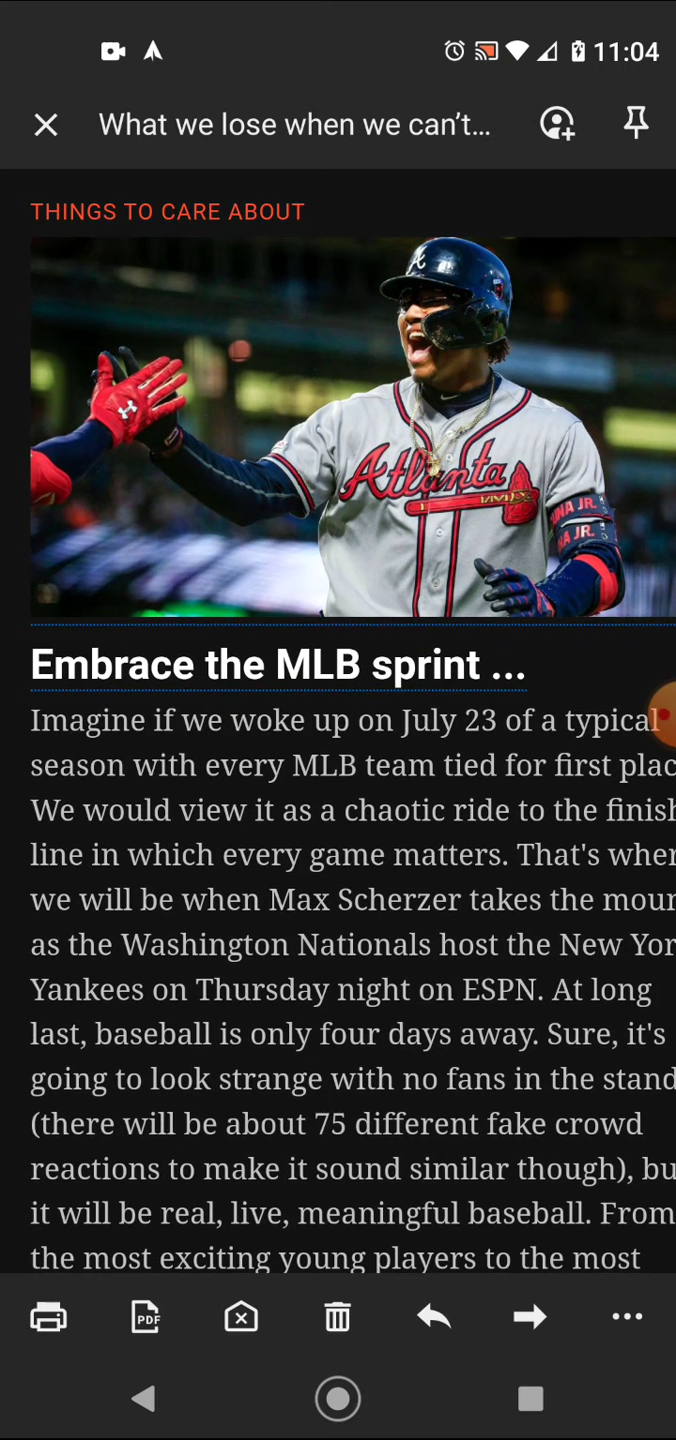 11:04
What we lose when we can't...
THINGS TO CARE ABOUT
A
Atlanta
UNA JR.
NA JR.
Embrace the MLB sprint ...
Imagine if we woke up on July 23 of a typical
season with every MLB team tied for first plac
We would view it as a chaotic ride to the finish
line in which every game matters. That's wher
we will be when Max Scherzer takes the moun
as the Washington Nationals host the New Yor
Yankees on Thursday night on ESPN. At long
last, baseball is only four days away. Sure, it's
going to look strange with no fans in the stand
(there will be about 75 different fake crowd
reactions to make it sound similar though), bu
it will be real, live, meaningful baseball. From
the most exciting young players to the most
PDF